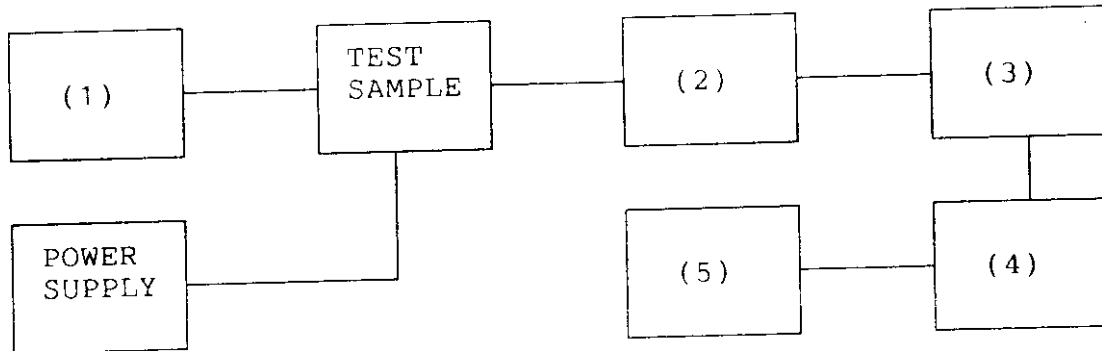 (1)
TEST
SAMPLE
(2)
(3)
POWER
SUPPLY
(5)
(4)